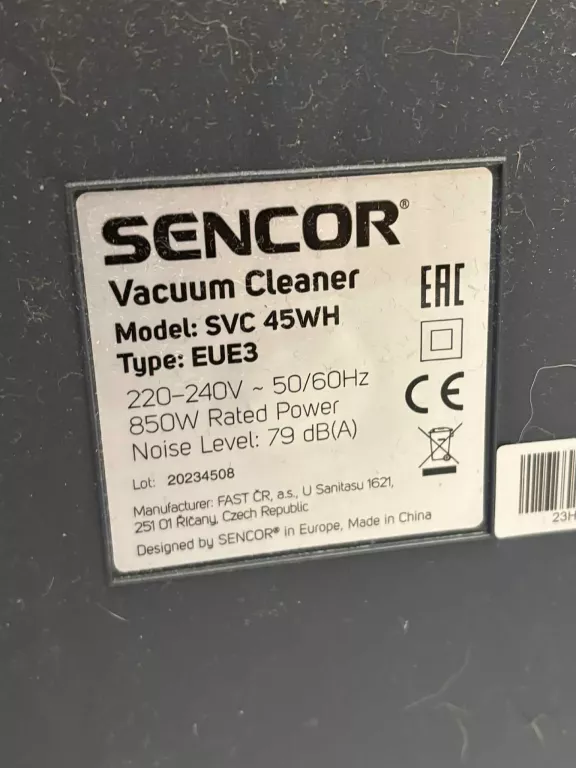 SENCOR®
Vacuum Cleaner
Model: SVC 45WH
Type: EUE3
220-240V ~ 50/60Hz
850W Rated Power
Noise Level: 79 dB(A)
Lot: 20234508
Manufacturer: FAST ČR, a.s., U Sanitasu 1621,
251 01 Říčany, Czech Republic
Designed by SENCOR® in Europe, Made in China
EAC
CE
23H